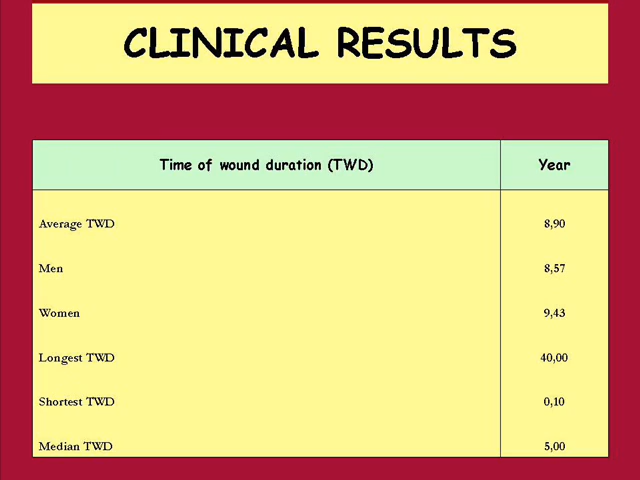 CLINICAL RESULTS
Time of wound duration (TWD) Year
Average TWD 8,90
Men 8,57
Women 9,43
Longest TWD 40,00
Shortest TWD 0,10
Median TWD 5,00